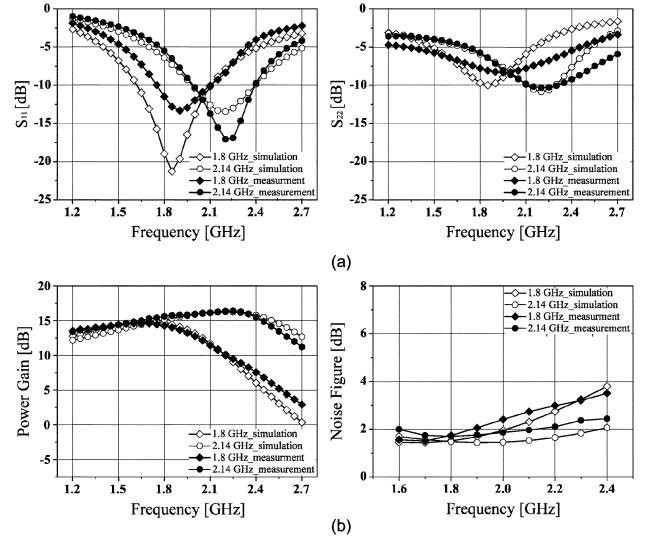 (a)
0
-5
-10
-15
-20
-25
S11 [dB]
1.8 GHz_simulation
2.14 GHz_simulation
1.8 GHz_measurment
2.14 GHz_measurement
1.2 1.5 1.8 2.1 2.4 2.7
Frequency [GHz]
0
-5
-10
-15
-20
-25
S22 [dB]
1.8 GHz_simulation
2.14 GHz_simulation
1.8 GHz_measurment
2.14 GHz_measurement
1.2 1.5 1.8 2.1 2.4 2.7
Frequency [GHz]
(a)
20
15
10
5
0
-5
Power Gain [dB]
1.8 GHz_simulation
2.14 GHz_simulation
1.8 GHz_measurment
2.14 GHz_measurement
1.2 1.5 1.8 2.1 2.4 2.7
Frequency [GHz]
8
6
4
2
0
Noise Figure [dB]
1.8 GHz_simulation
2.14 GHz_simulation
1.8 GHz_measurment
2.14 GHz_measurement
1.6 1.8 2.0 2.2 2.4
Frequency [GHz]
(b)